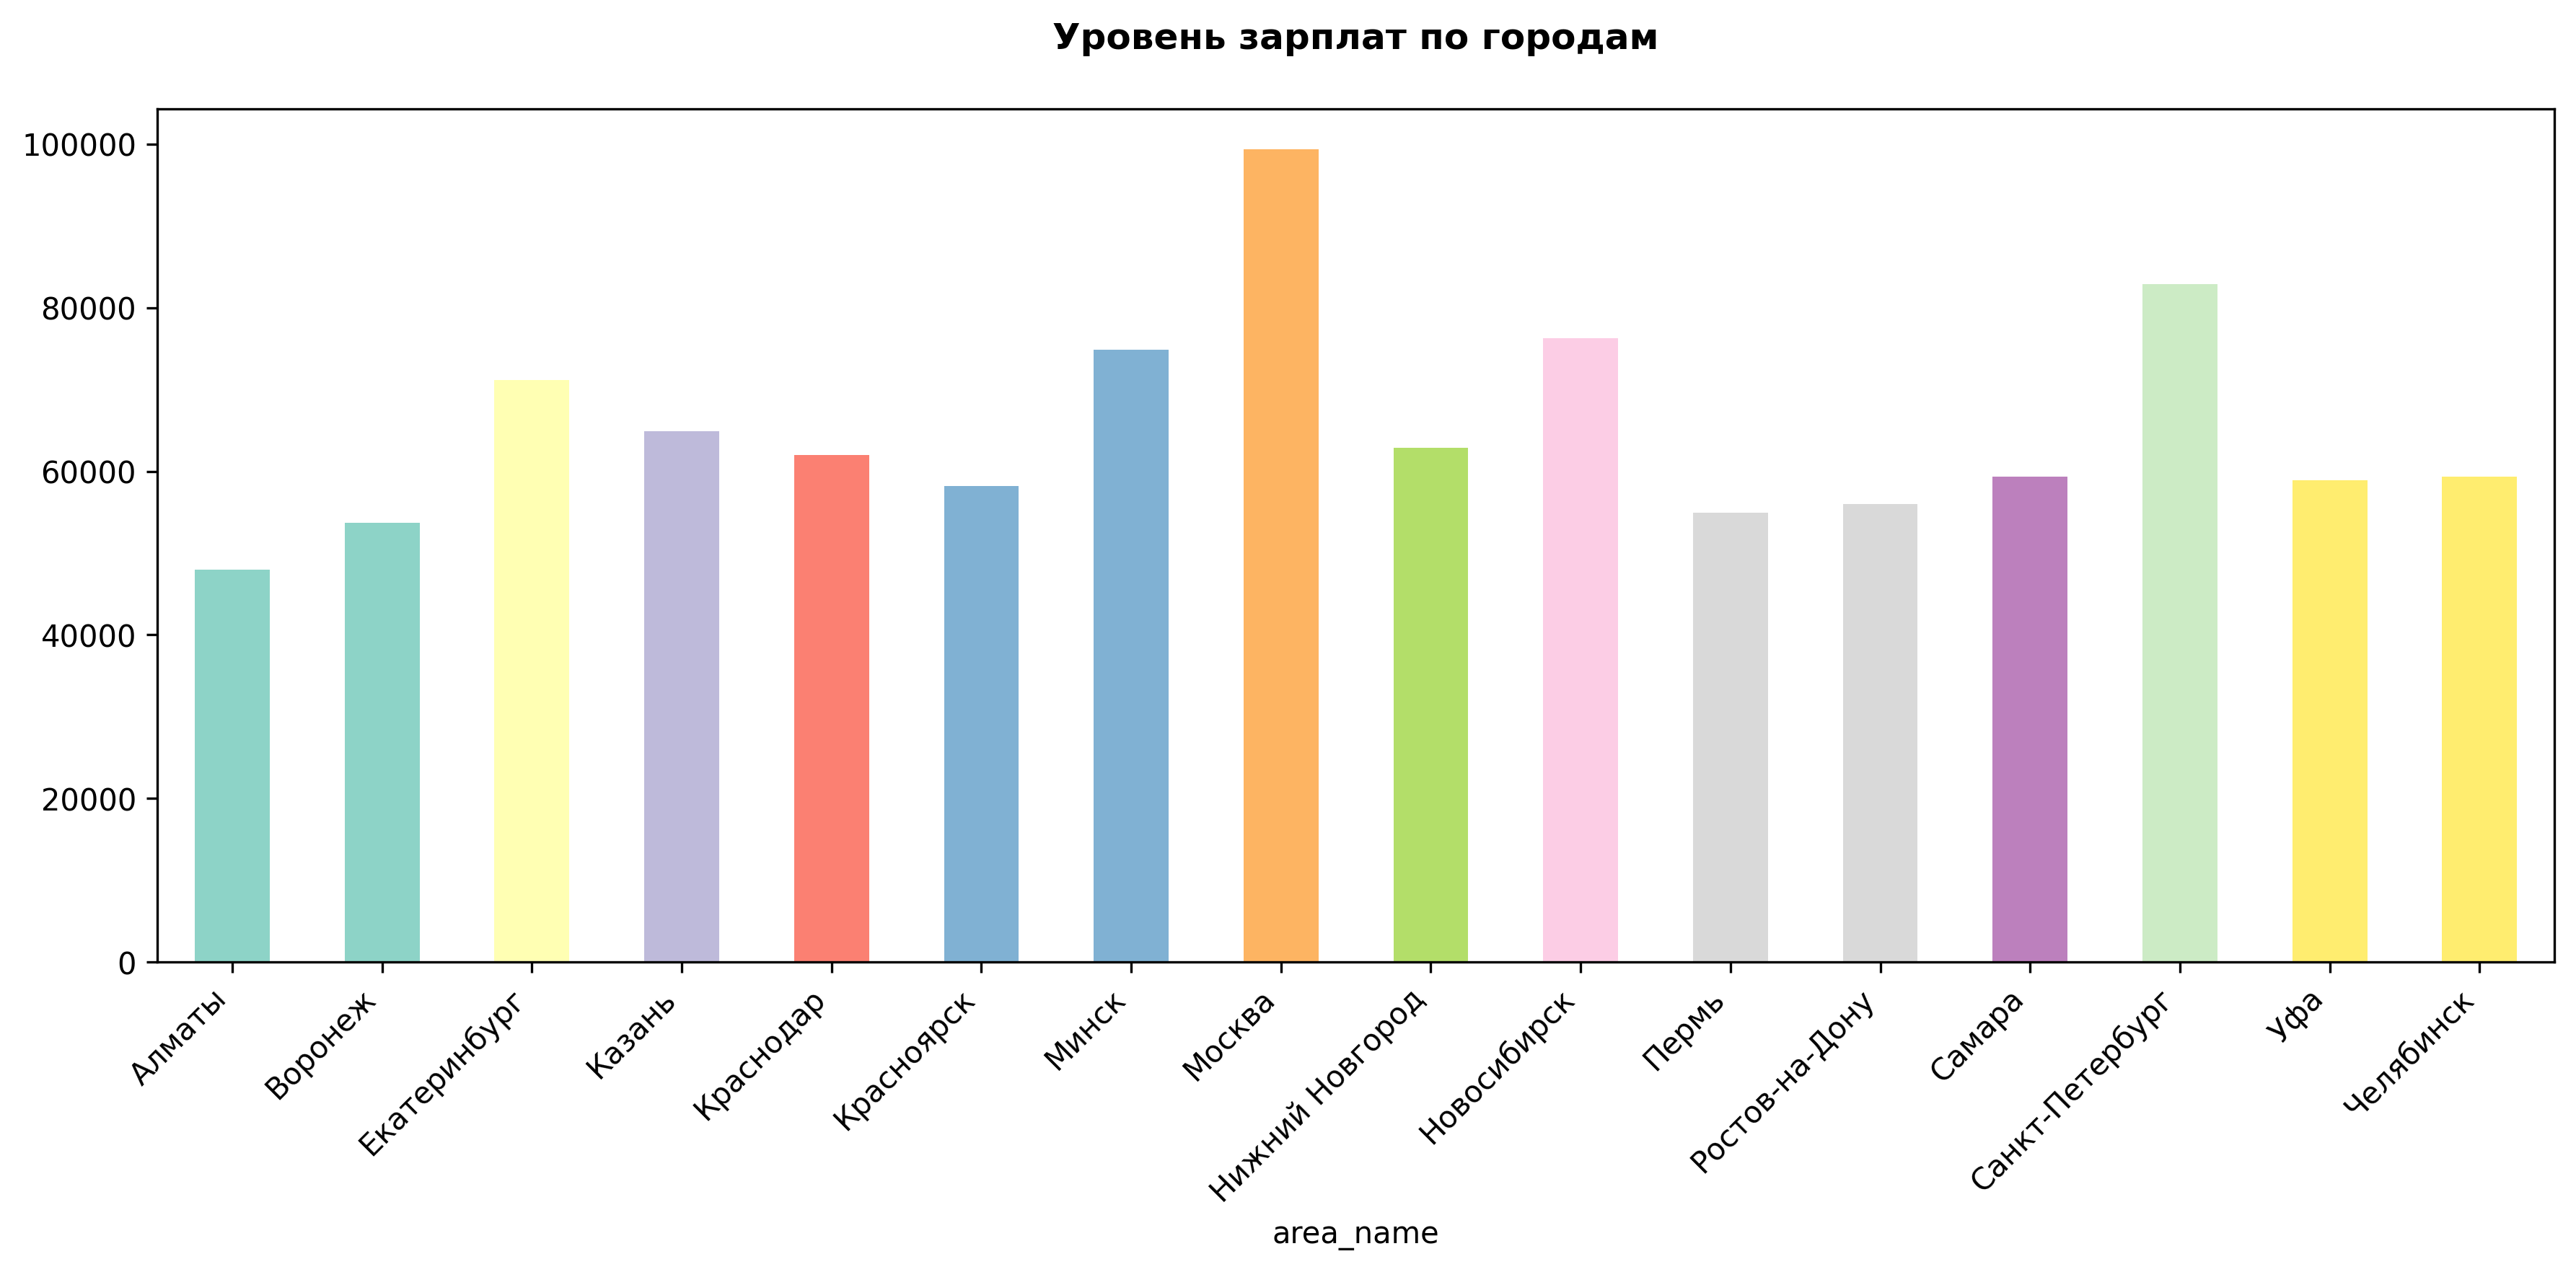 Уровень зарплат по городам
100000
80000
60000
40000
20000
0
Алматы
Воронеж
Екатеринбург
Казань
Краснодар
Красноярск
Минск
Москва
Нижний Новгород
Новосибирск
Пермь
Ростов-на-Дону
Самара
Санкт-Петербург
Уфа
Челябинск
area_name